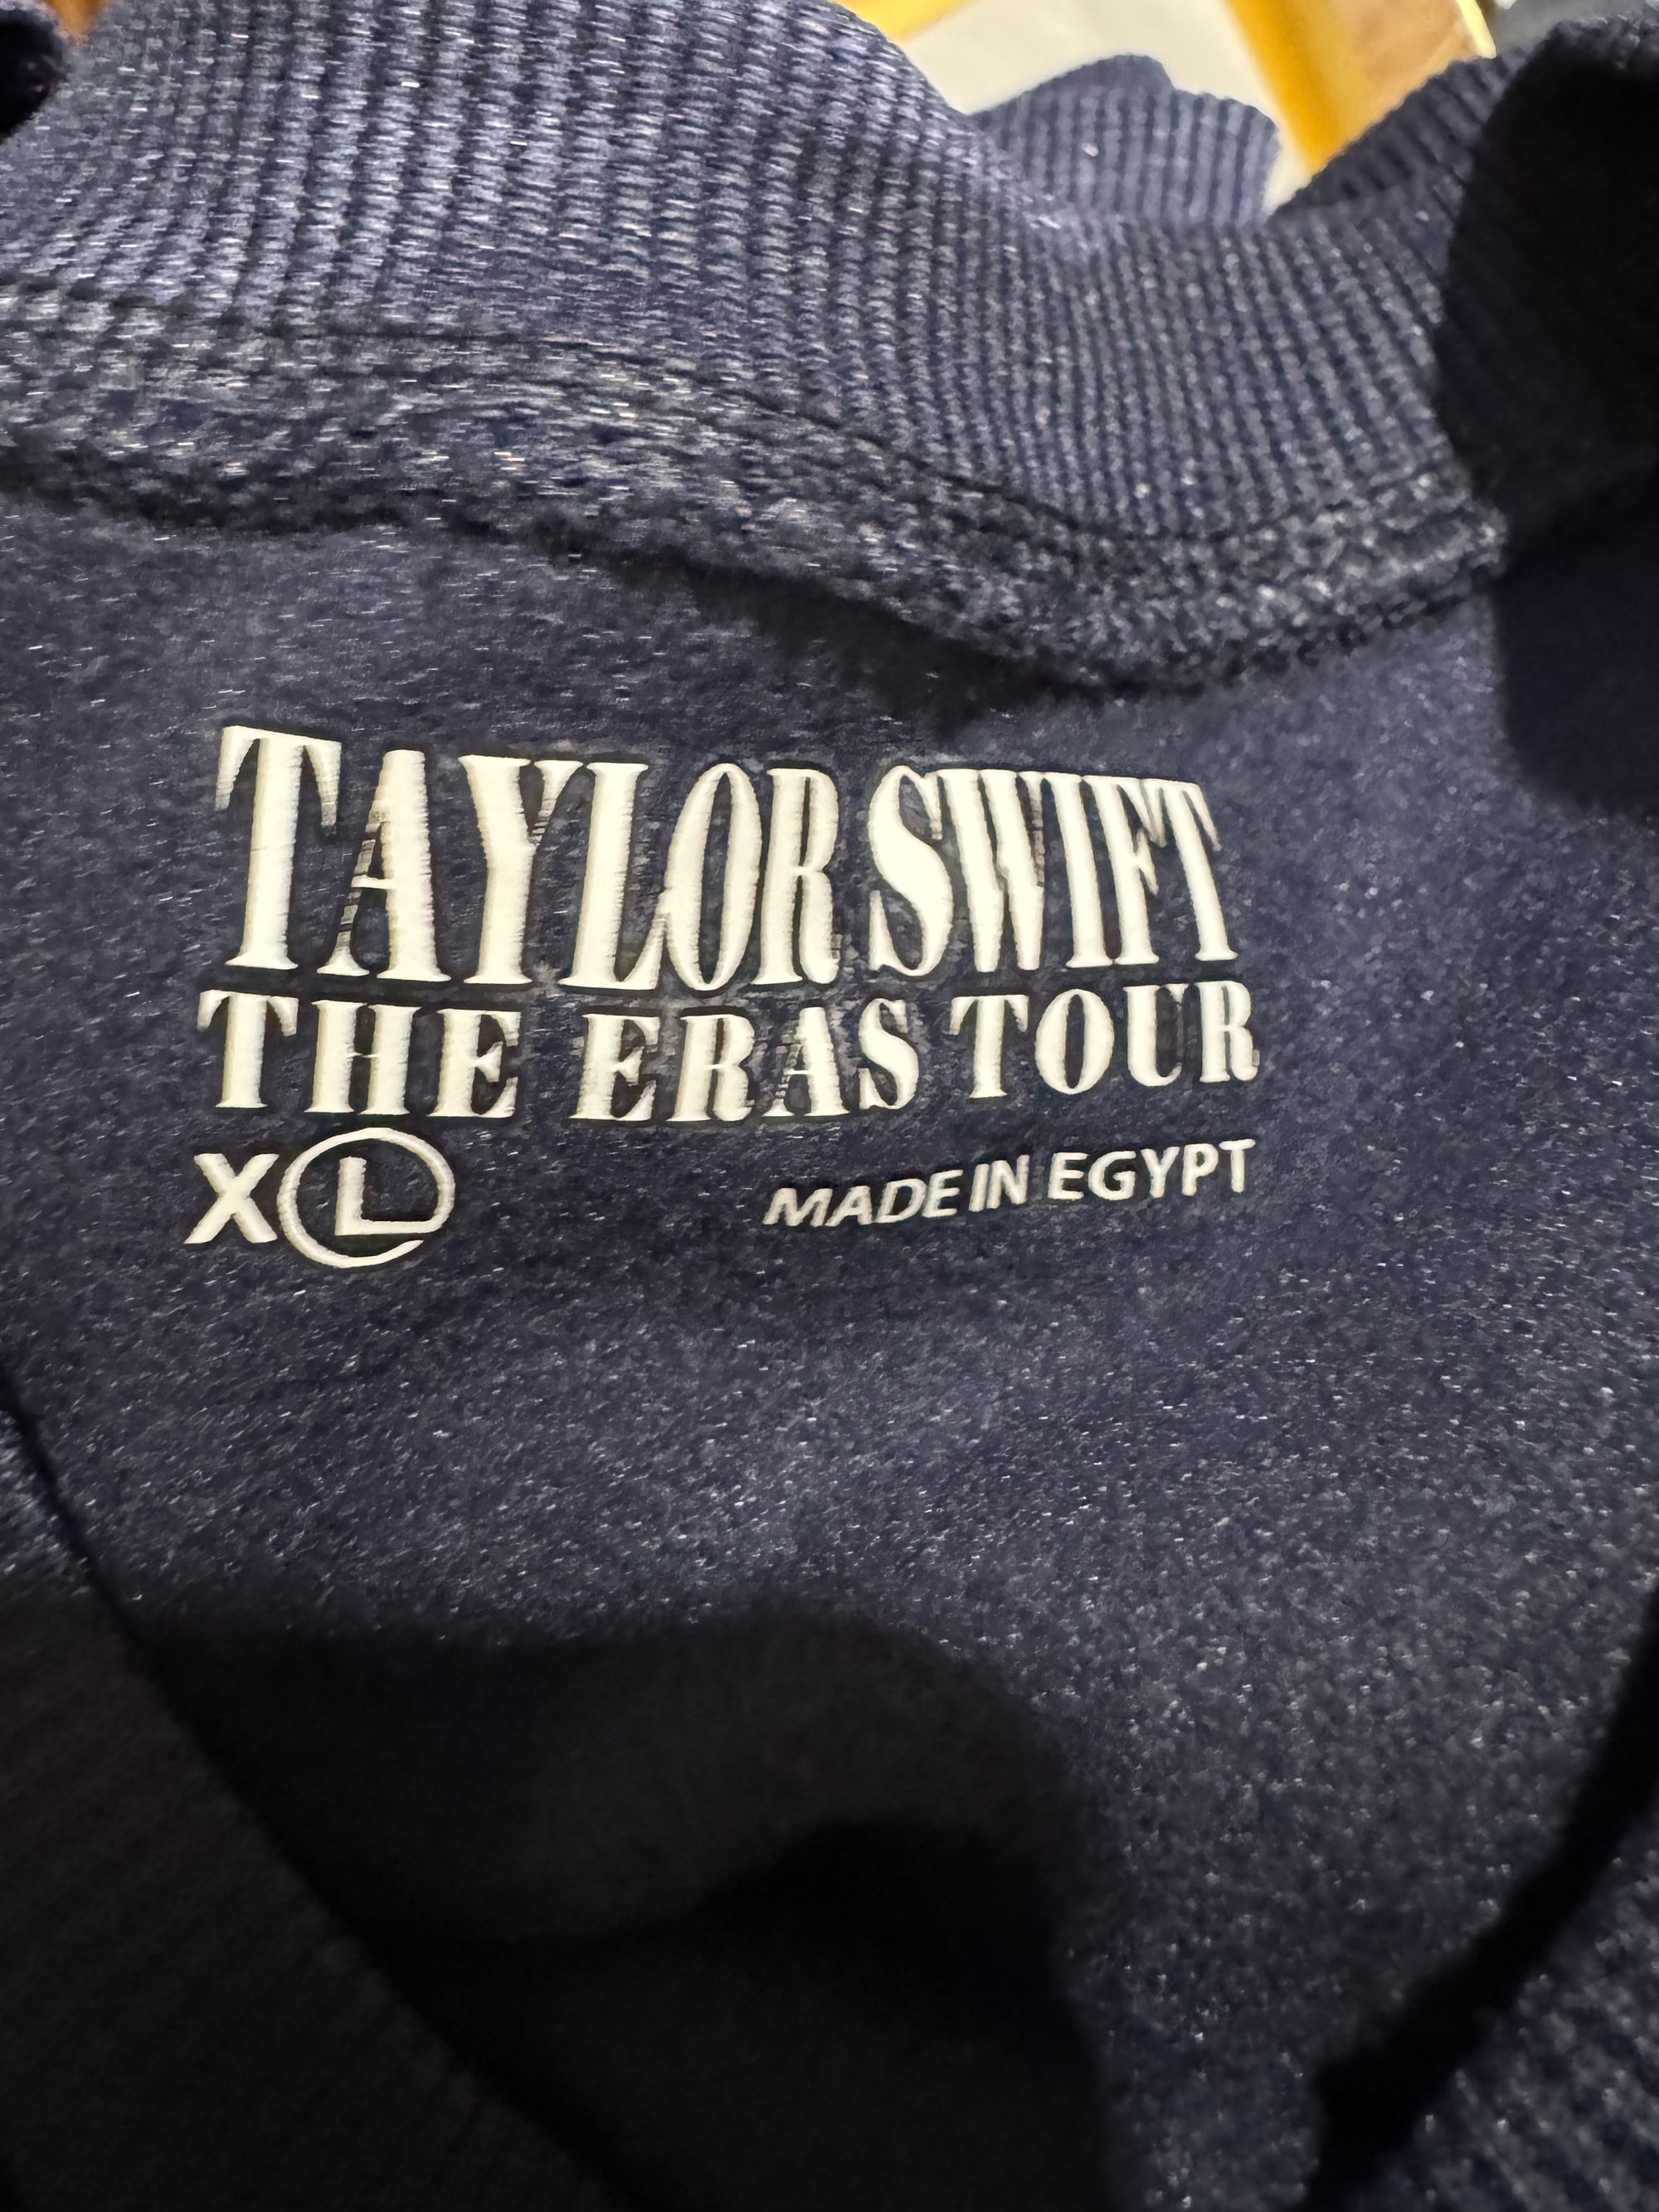 TAYLOR SWIFT
THE ERAS TOUR
XL MADE IN EGYPT